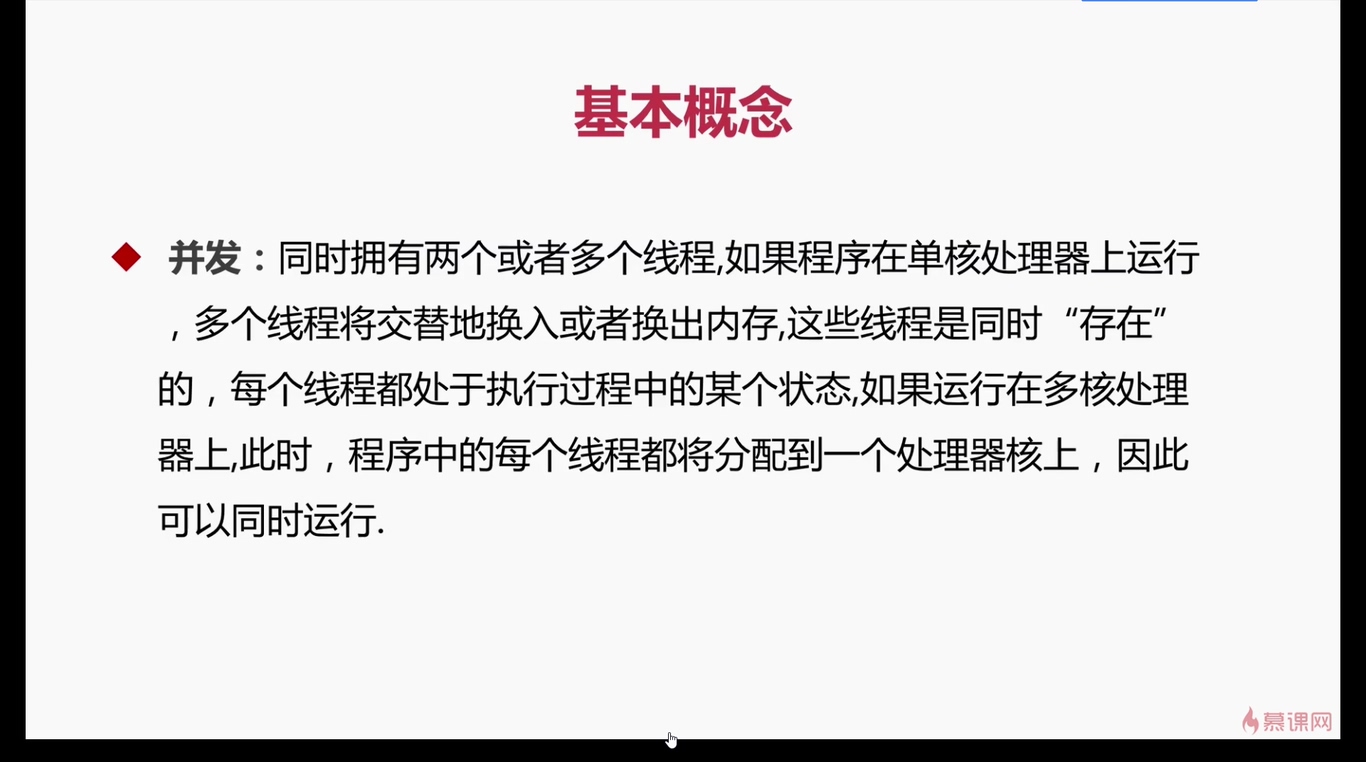 基本概念
并发：同时拥有两个或者多个线程,如果程序在单核处理器上运行
，多个线程将交替地换入或者换出内存,这些线程是同时“存在”
的，每个线程都处于执行过程中的某个状态,如果运行在多核处理
器上,此时，程序中的每个线程都将分配到一个处理器核上，因此
可以同时运行.
慕课网